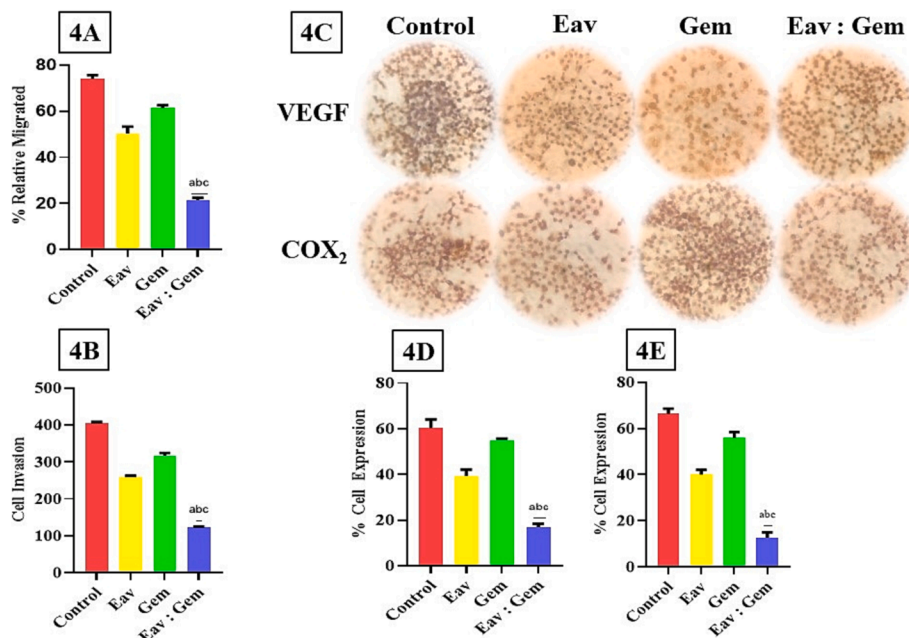 4A
% Relative Migrated
80
60
40
20
0
Control
Eav
Gem
Eav : Gem
abc
4C
Control
Eav
Gem
Eav : Gem
VEGF
COX₂
4B
Cell Invasion
500
400
300
200
100
0
Control
Eav
Gem
Eav : Gem
abc
4D
% Cell Expression
80
60
40
20
0
Control
Eav
Gem
Eav : Gem
abc
4E
% Cell Expression
80
60
40
20
0
Control
Eav
Gem
Eav : Gem
abc